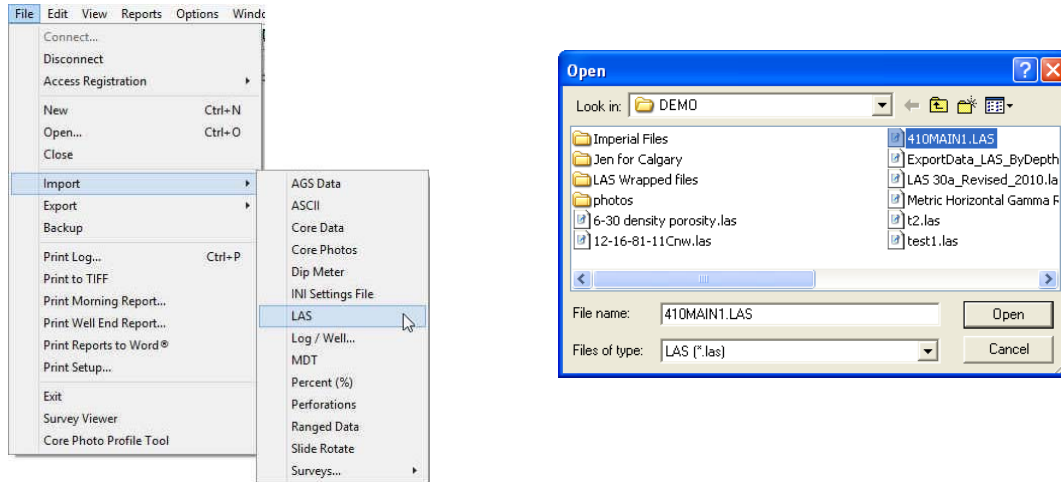 File Edit View Reports Options Windo
Connect...
Disconnect
Access Registration
New Ctrl+N
Open... Ctrl+O
Close
Import
Export
Backup
Print Log... Ctrl+P
Print to TIFF
Print Morning Report...
Print Well End Report...
Print Reports to Word®
Print Setup...
Exit
Survey Viewer
Core Photo Profile Tool
AGS Data
ASCII
Core Data
Core Photos
Dip Meter
INI Settings File
LAS
Log / Well...
MDT
Percent (%)
Perforations
Ranged Data
Slide Rotate
Surveys...
Open
Look in: DEMO
Imperial Files
Jen for Calgary
LAS Wrapped files
photos
6-30 density porosity.las
12-16-81-11Cnw.las
410MAIN1.LAS
ExportData_LAS_ByDepth
LAS 30a_Revised_2010.la
Metric Horizontal Gamma R
t2.las
test1.las
File name: 410MAIN1.LAS Open
Files of type: LAS (*.las) Cancel